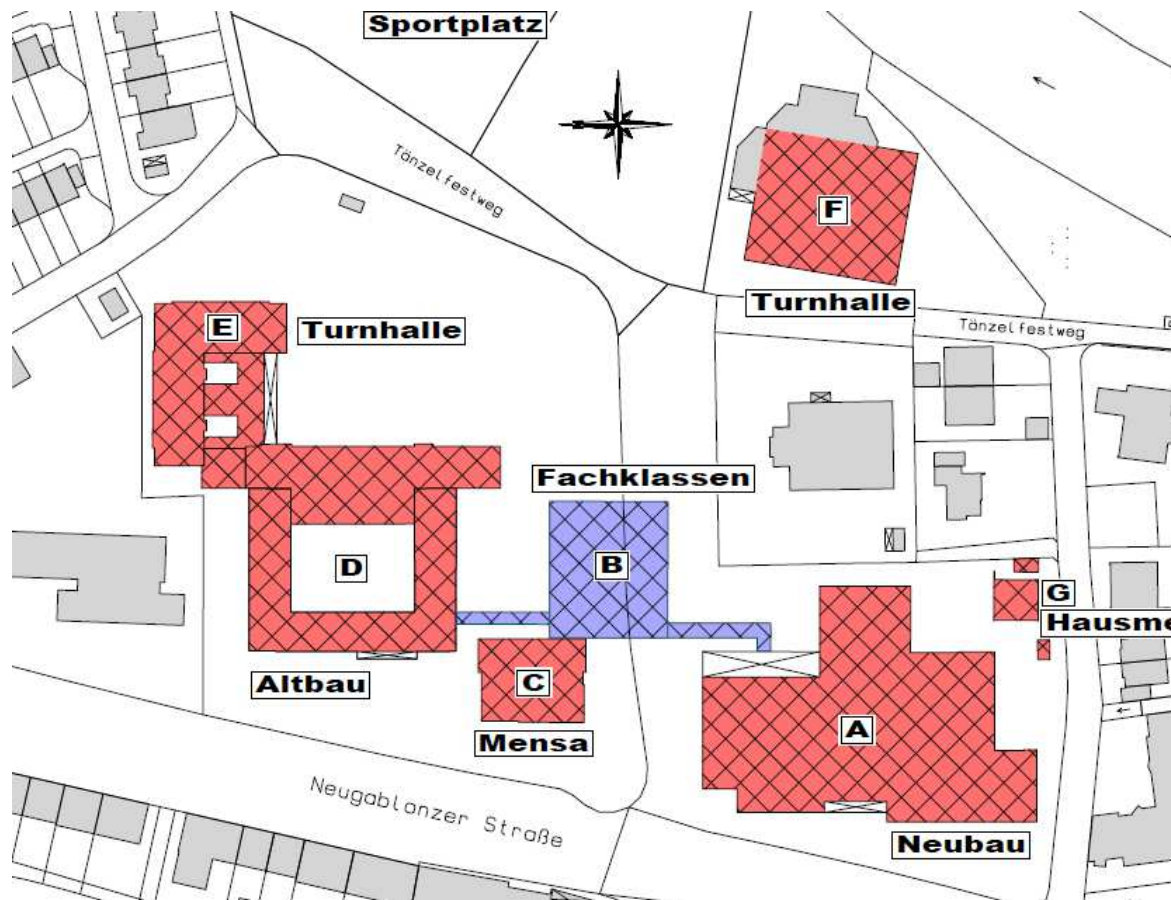 Sportplatz
Tänzelfestweg
F
Turnhalle
E
Turnhalle
Tänzelfestweg
Fachklassen
B
D
G
Hausme
Altbau
C
A
Mensa
Neugablonzer Straße
Neubau